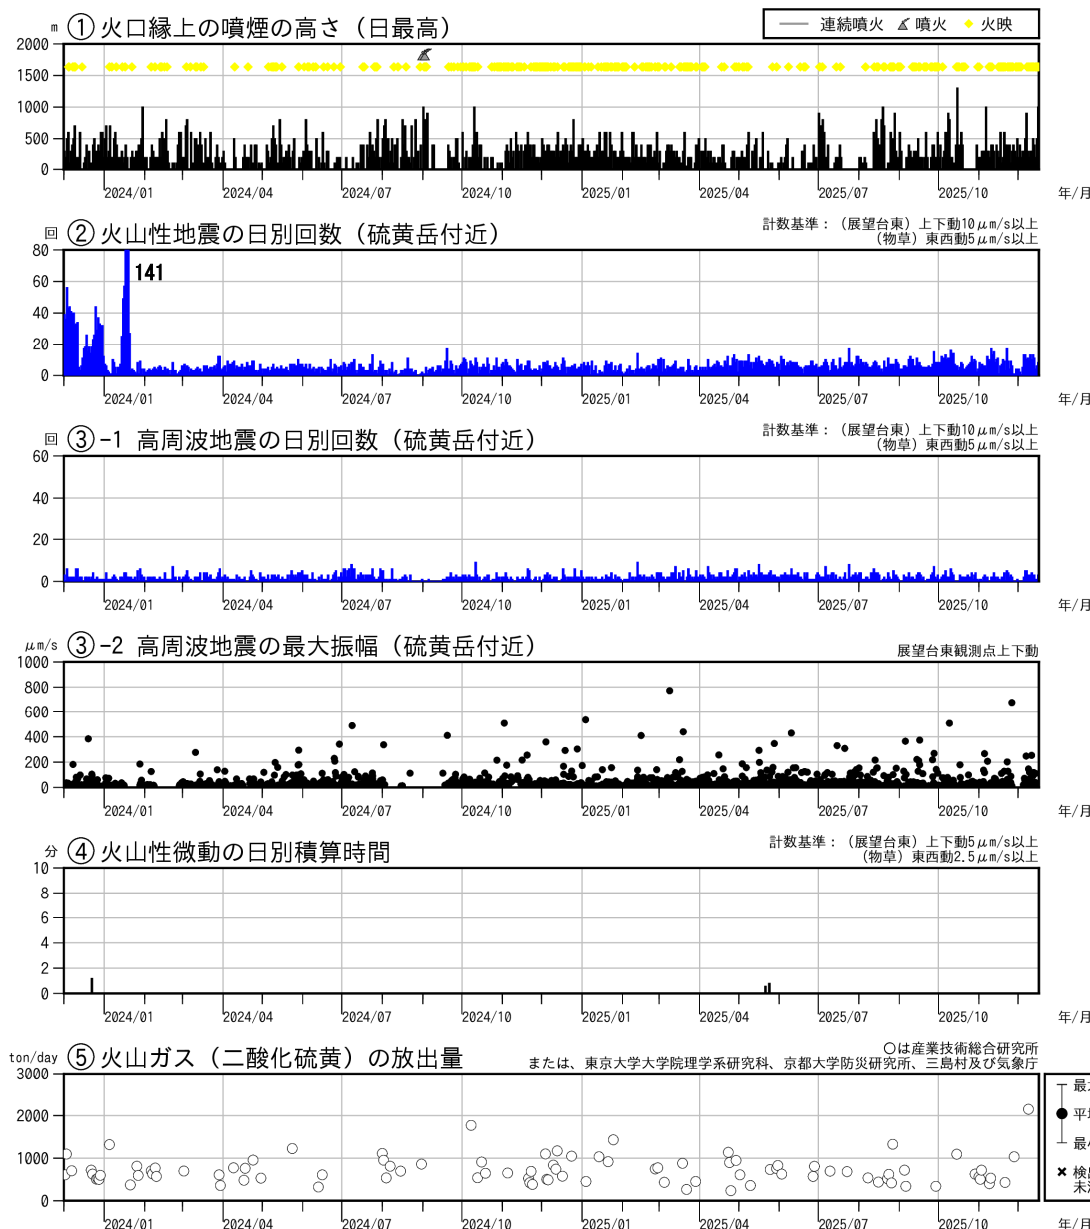 m ①火口縁上の噴煙の高さ（日最高）
連続噴火 噴火 火映
2000
1500
1000
500
0
2024/01 2024/04 2024/07 2024/10 2025/01 2025/04 2025/07 2025/10 年/月
回 ②火山性地震の日別回数（硫黄岳付近）
計数基準：（展望台東）上下動10μm/s以上
（物草）東西動5μm/s以上
80
141
60
40
20
0
2024/01 2024/04 2024/07 2024/10 2025/01 2025/04 2025/07 2025/10 年/月
回 ③-1 高周波地震の日別回数（硫黄岳付近）
計数基準：（展望台東）上下動10μm/s以上
（物草）東西動5μm/s以上
60
40
20
0
2024/01 2024/04 2024/07 2024/10 2025/01 2025/04 2025/07 2025/10 年/月
μm/s ③-2 高周波地震の最大振幅（硫黄岳付近）
展望台東観測点上下動
1000
800
600
400
200
0
2024/01 2024/04 2024/07 2024/10 2025/01 2025/04 2025/07 2025/10 年/月
分 ④火山性微動の日別積算時間
計数基準：（展望台東）上下動5μm/s以上
（物草）東西動2.5μm/s以上
10
8
6
4
2
0
2024/01 2024/04 2024/07 2024/10 2025/01 2025/04 2025/07 2025/10 年/月
ton/day ⑤火山ガス（二酸化硫黄）の放出量
○は産業技術総合研究所
または、東京大学大学院理学系研究科、京都大学防災研究所、三島村及び気象庁
3000
2000
1000
0
最
平
最
検
未
2024/01 2024/04 2024/07 2024/10 2025/01 2025/04 2025/07 2025/10 年/月